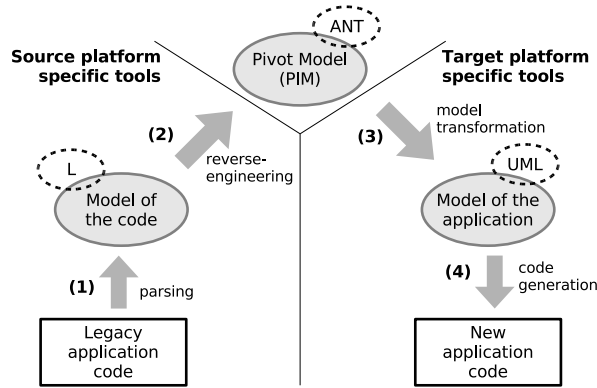 ANT
Source platform
specific tools
Pivot Model
(PIM)
Target platform
specific tools
(2)
reverse-
engineering
(3)
model
transformation
L
Model of
the code
UML
Model of the
application
(1)
parsing
(4)
code
generation
Legacy
application
code
New
application
code